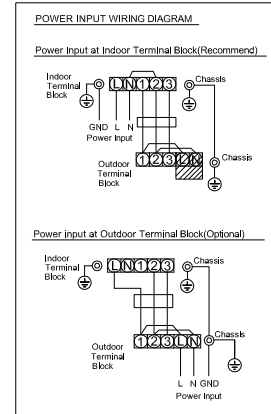 POWER INPUT WIRING DIAGRAM
Power Input at Indoor Terminal Block(Recommend)
Indoor
Terminal
Block
L N 1 2 3
Chassis
GND L N
Power Input
Outdoor
Terminal
Block
1 2 3 L N
Chassis
Power input at Outdoor Terminal Block(Optional)
Indoor
Terminal
Block
L N 1 2 3
Chassis
Outdoor
Terminal
Block
1 2 3 L N
Chassis
L N GND
Power Input